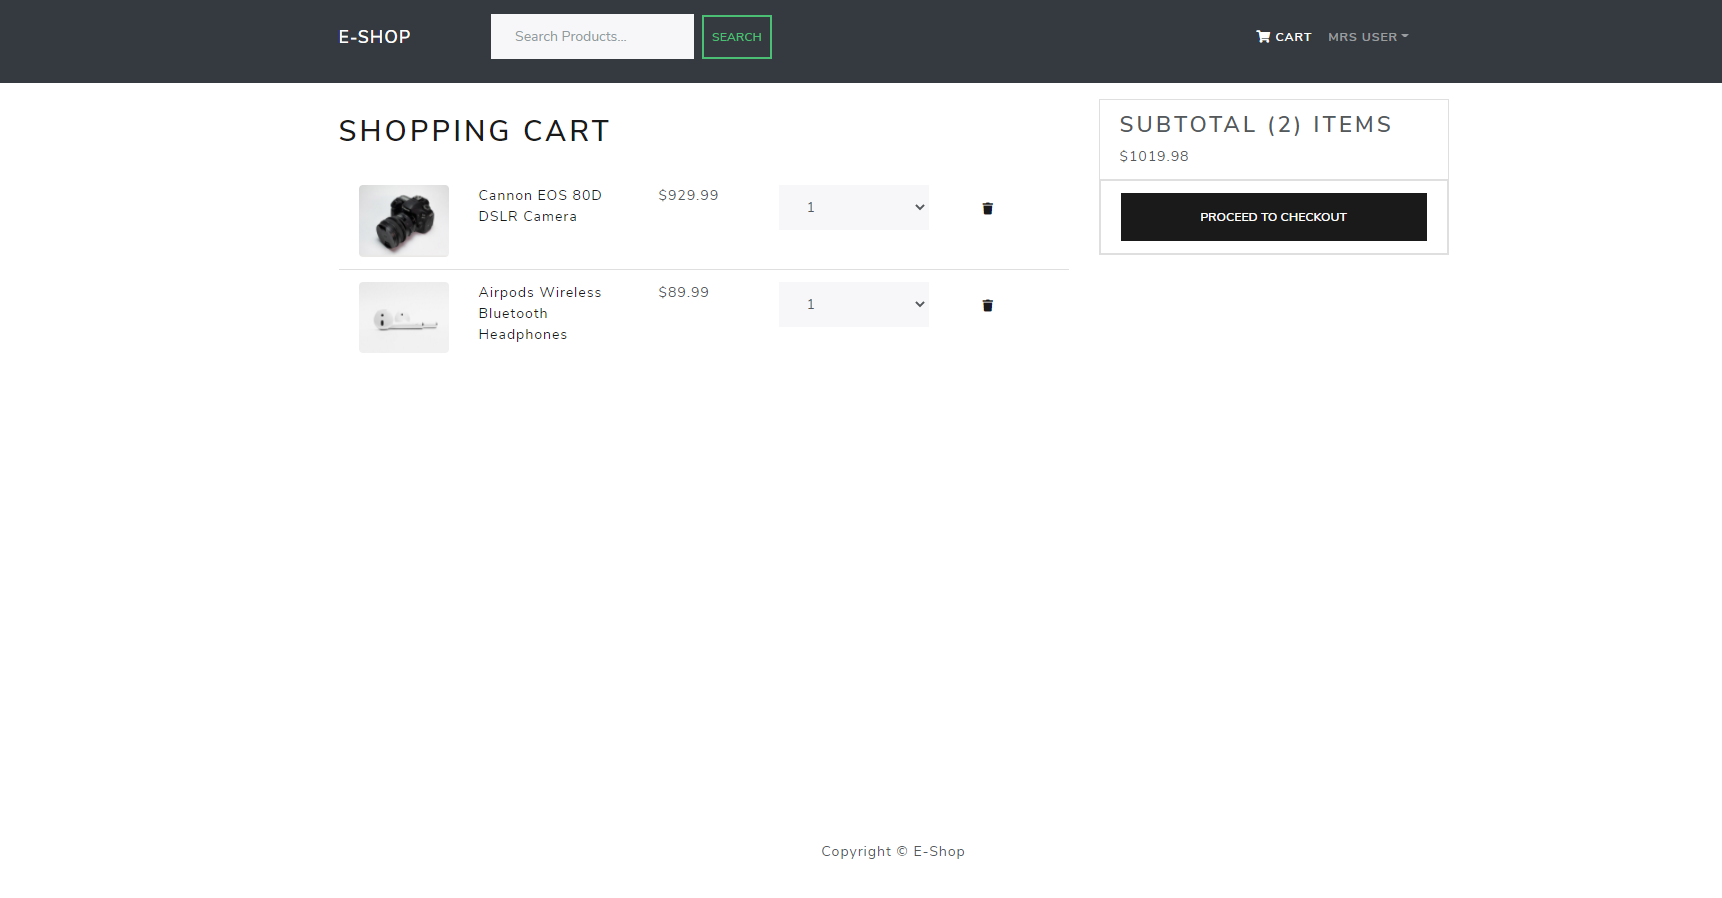 E-SHOP
Search Products...
SEARCH
CART
MRS USER
SHOPPING CART
Cannon EOS 80D
DSLR Camera
$929.99
1
Airpods Wireless
Bluetooth
Headphones
$89.99
1
SUBTOTAL (2) ITEMS
$1019.98
PROCEED TO CHECKOUT
Copyright © E-Shop